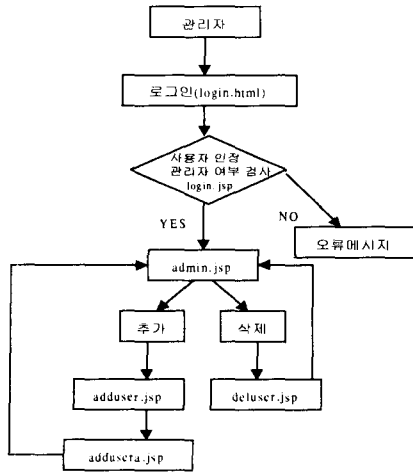 관리자
로그인(login.html)
사용자 인정
관리자 여부 검사
login.jsp
YES
NO
오류메시지
admin.jsp
추가
삭제
adduser.jsp
deluser.jsp
addusera.jsp